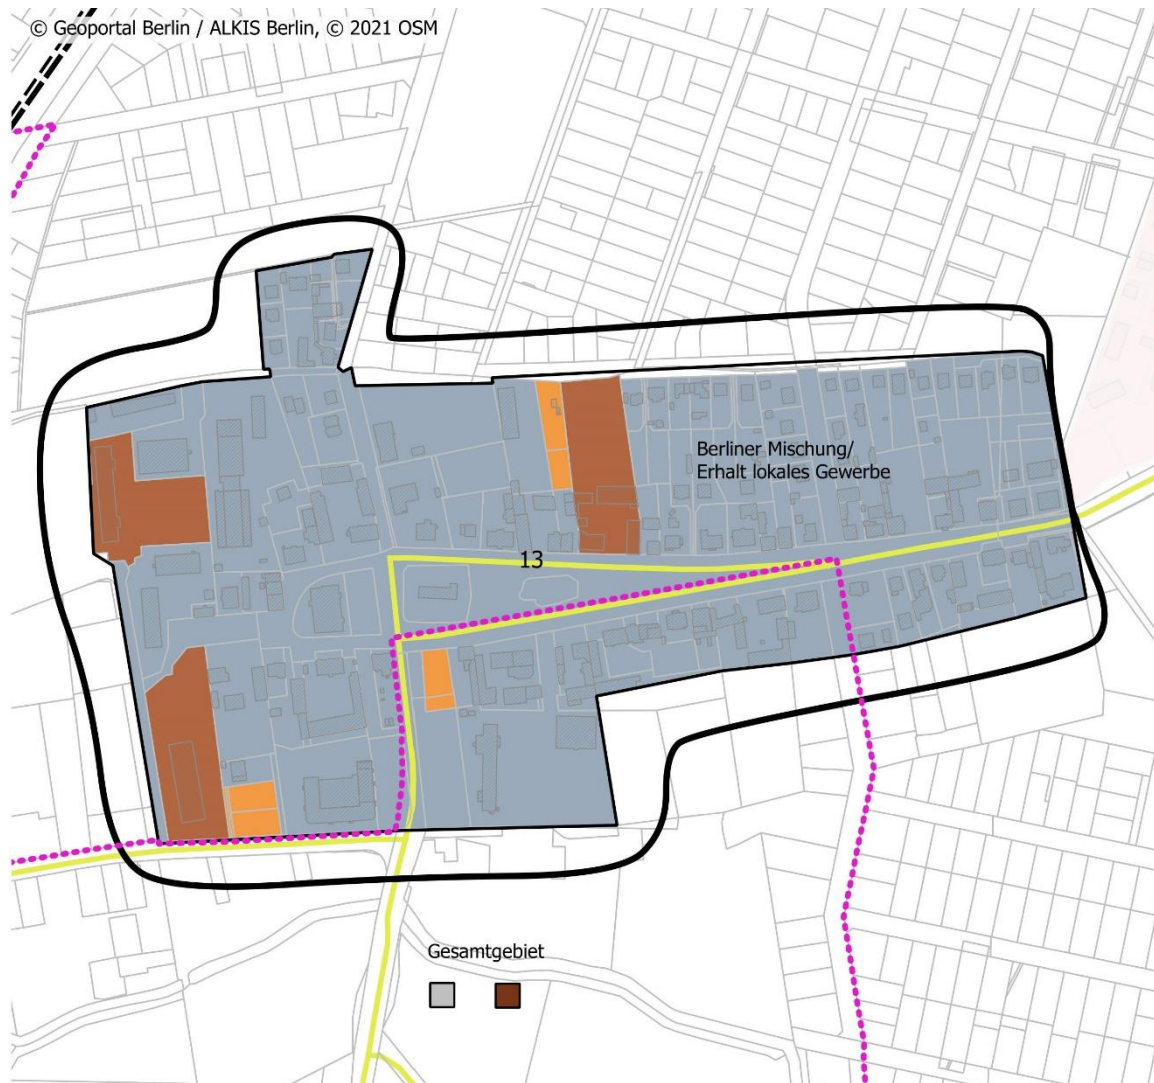 © Geoportal Berlin / ALKIS Berlin, © 2021 OSM
Berliner Mischung/
Erhalt lokales Gewerbe
13
Gesamtgebiet